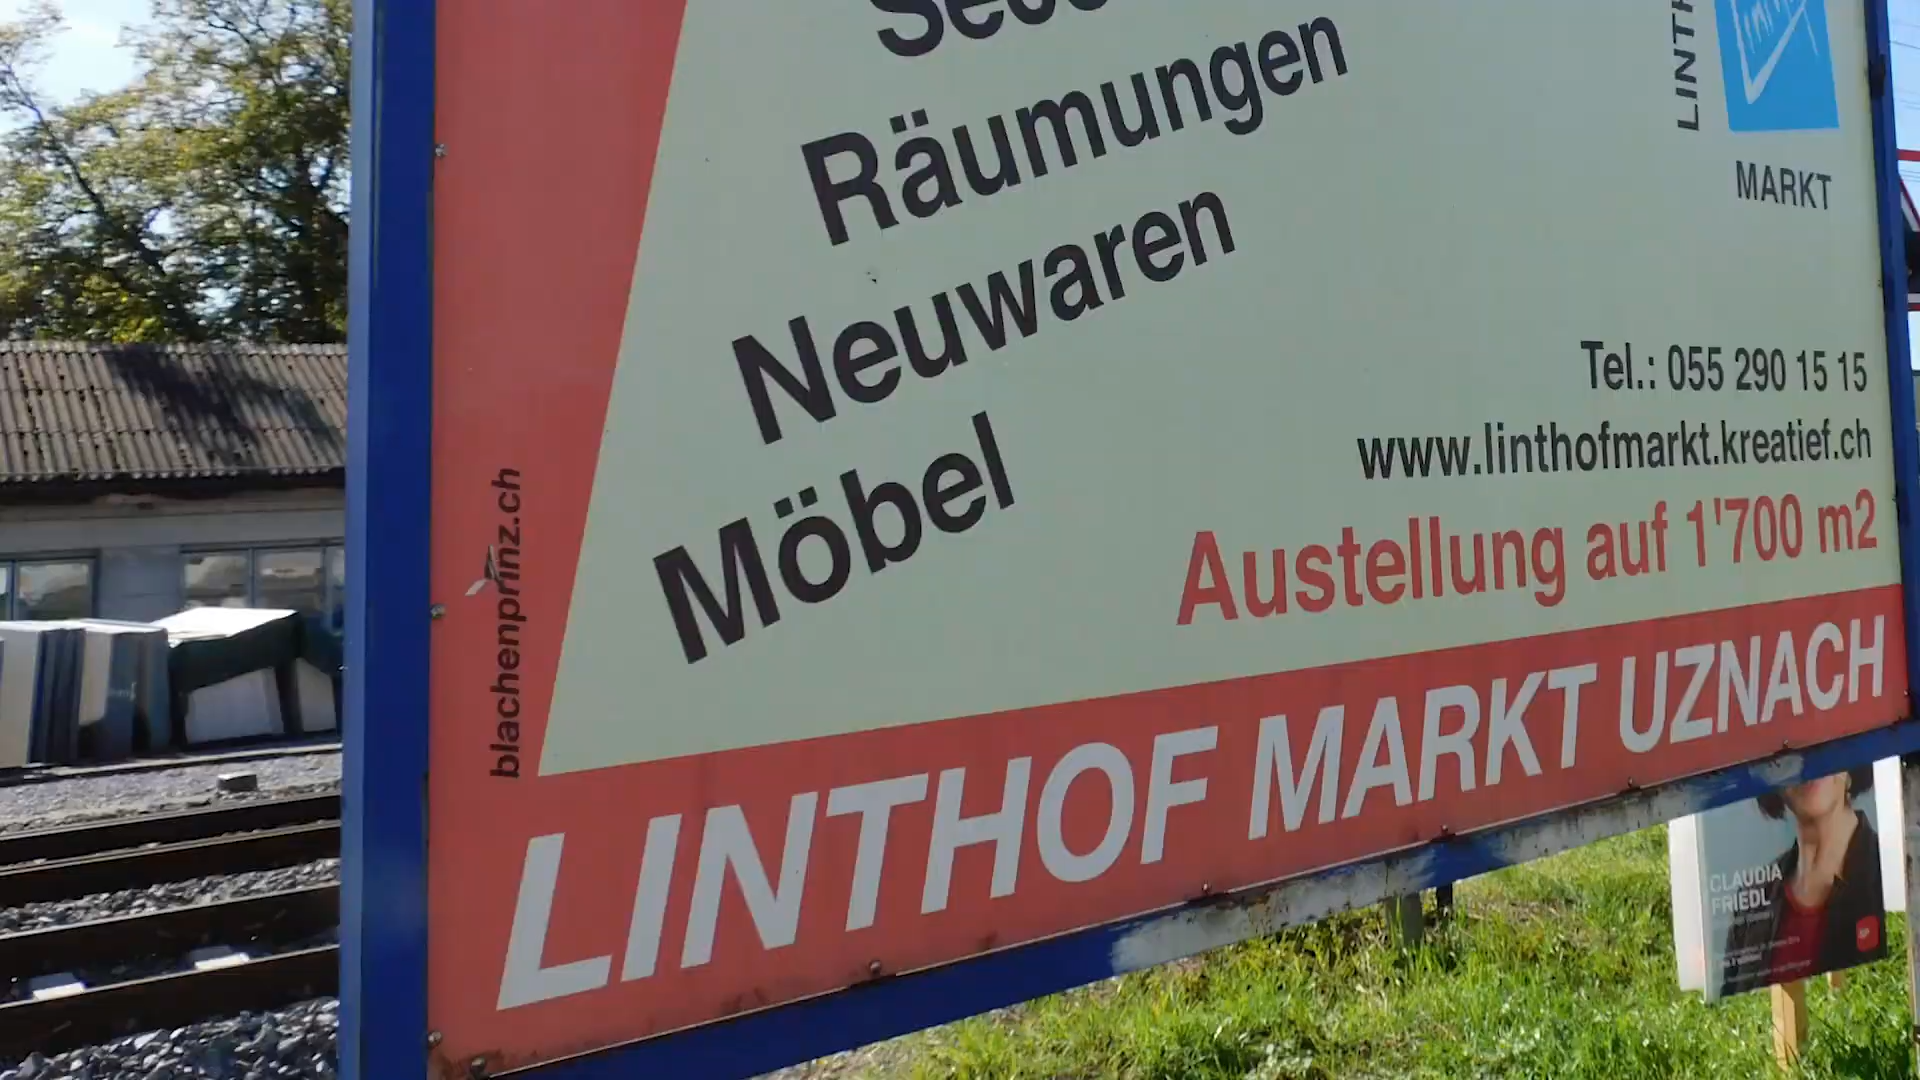 Räumungen
Neuwaren
Möbel
MARKT
Tel.: 055 290 15 15
www.linthofmarkt.kreatief.ch
Austellung auf 1'700 m2
LINTHOF MARKT UZNACH
blachenprinz.ch
CLAUDIA
FRIEDL